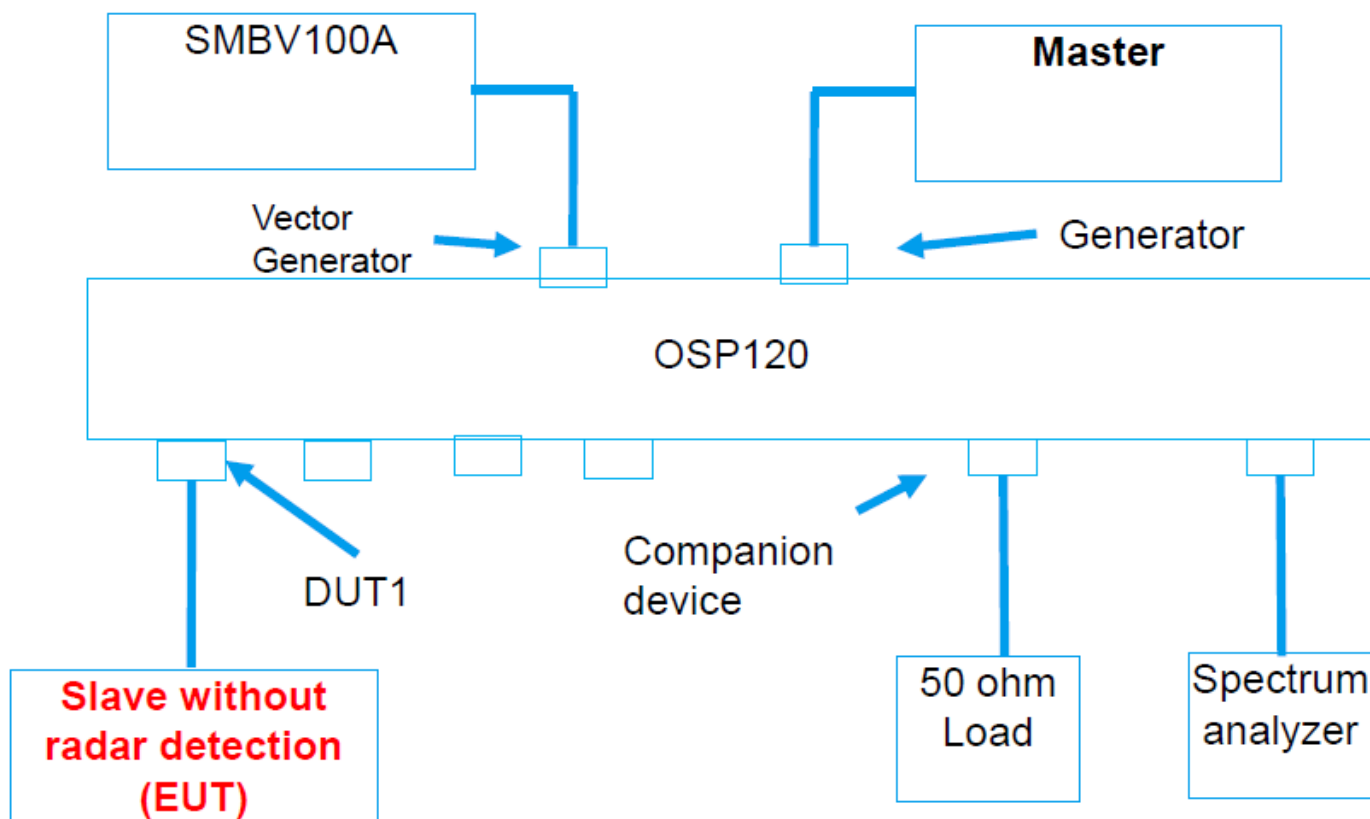 SMBV100A
Master
Vector
Generator
Generator
OSP120
DUT1
Companion
device
Slave without
radar detection
(EUT)
50 ohm
Load
Spectrum
analyzer